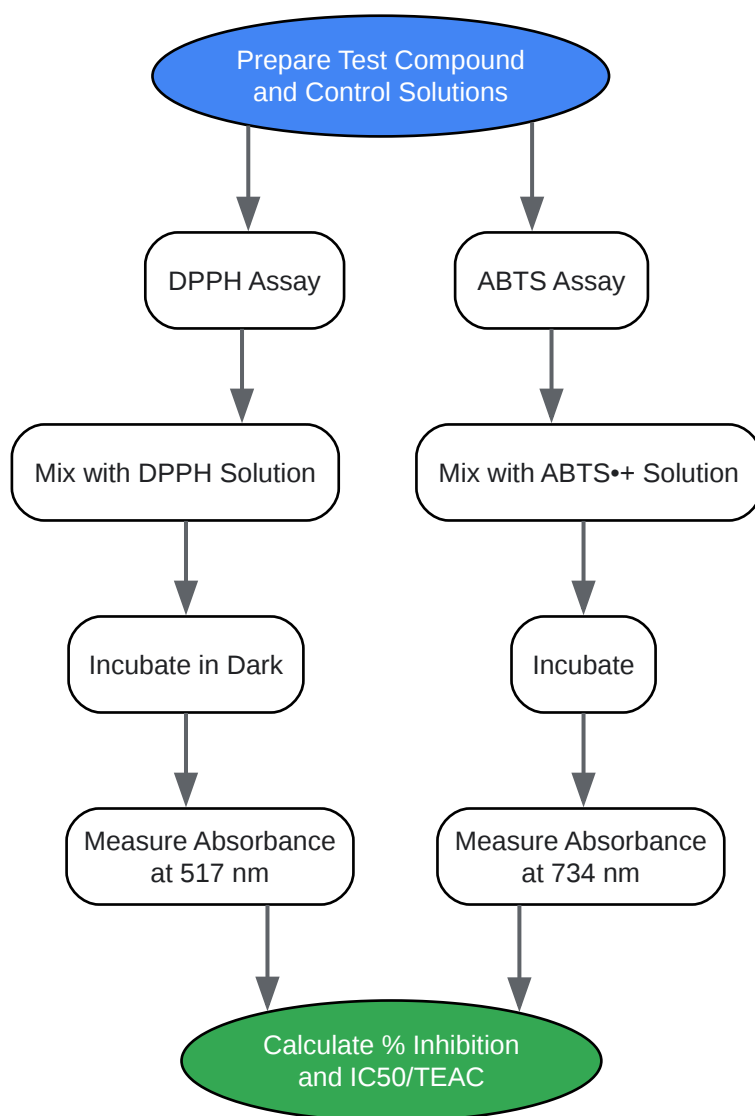 Prepare Test Compound
and Control Solutions
DPPH Assay
ABTS Assay
Mix with DPPH Solution
Mix with ABTS•+ Solution
Incubate in Dark
Incubate
Measure Absorbance
at 517 nm
Measure Absorbance
at 734 nm
Calculate % Inhibition
and IC50/TEAC